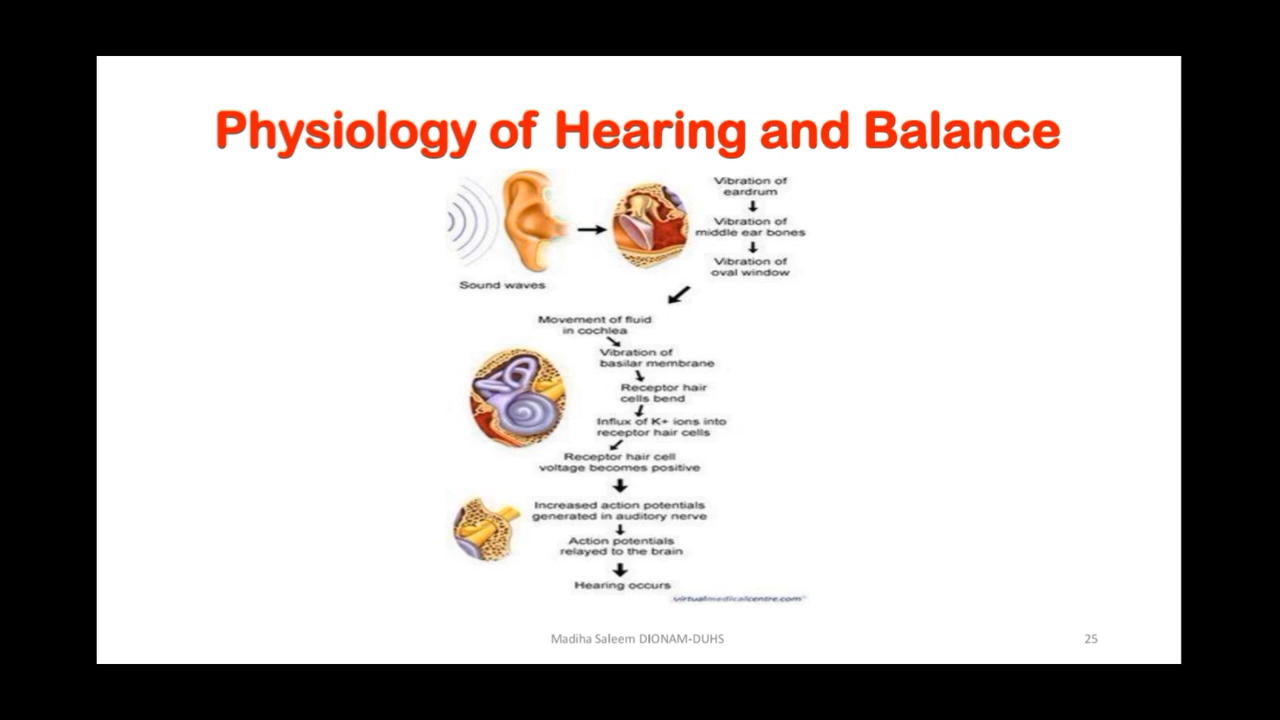 Physiology of Hearing and Balance
Vibration of
eardrum
Vibration of
middle ear bones
Vibration of
oval window
Sound waves
Movement of fluid
in cochlea
Vibration of
basilar membrane
Receptor hair
cells bend
Influx of K+ ions into
receptor hair cells
Receptor hair cell
voltage becomes positive
Increased action potentials
generated in auditory nerve
Action potentials
relayed to the brain
Hearing occurs
virtualmedicalcentre.com
Madiha Saleem DIONAM-DUHS
25